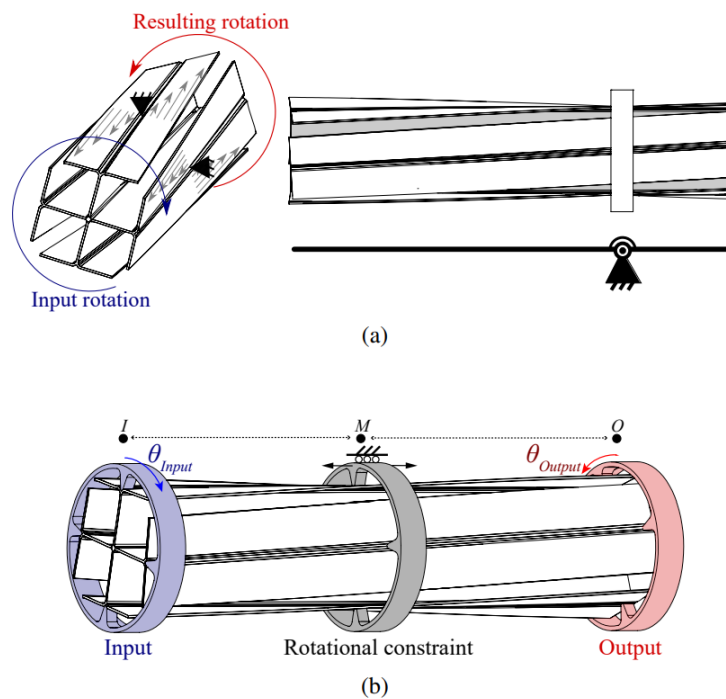 Resulting rotation
Input rotation
(a)
I M O
θInput θOutput
Input Rotational constraint Output
(b)